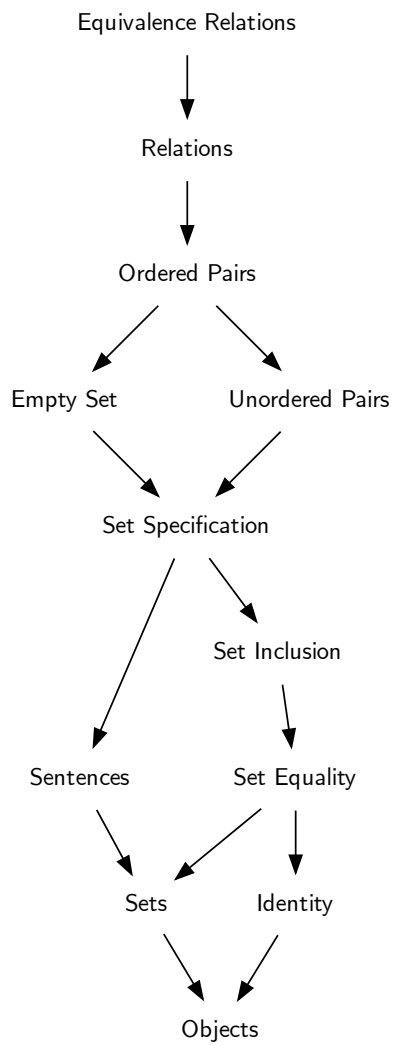 Equivalence Relations
Relations
Ordered Pairs
Empty Set
Unordered Pairs
Set Specification
Set Inclusion
Sentences
Set Equality
Sets
Identity
Objects